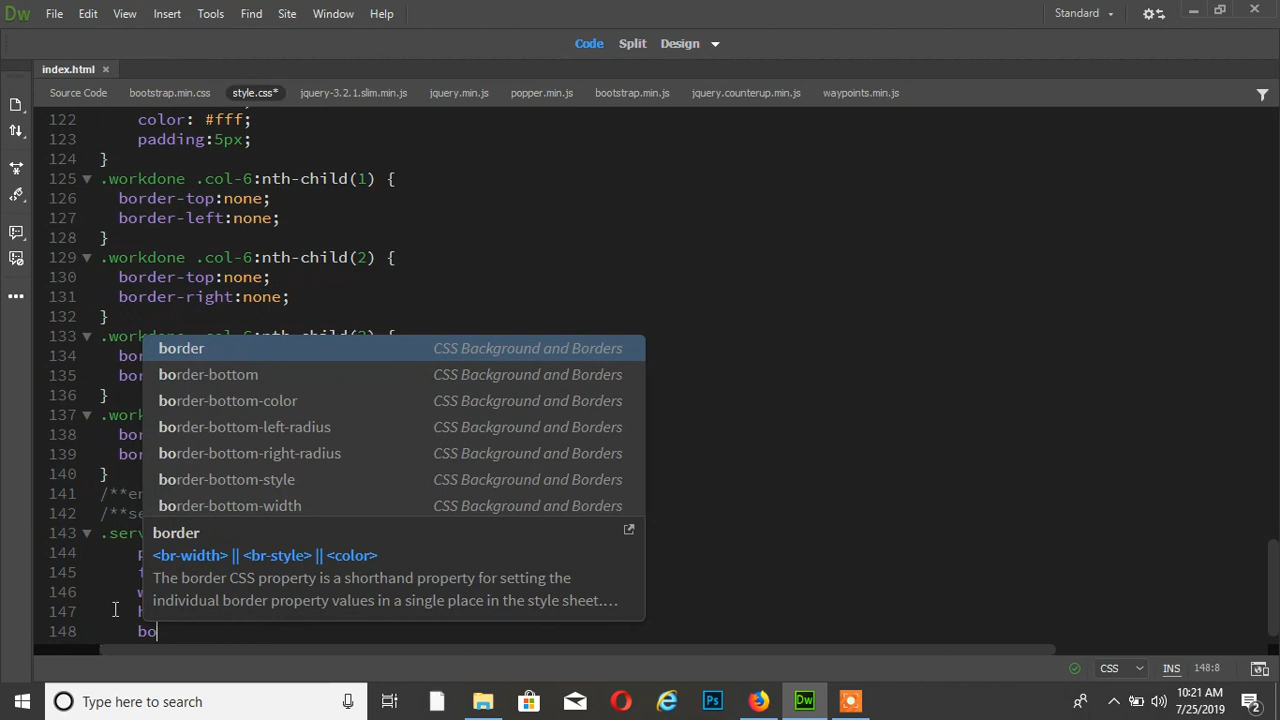 Dw File Edit View Insert Tools Find Site Window Help Standard
Code Split Design
index.html ×
Source Code bootstrap.min.css style.css* jquery-3.2.1.slim.min.js jquery.min.js popper.min.js bootstrap.min.js jquery.counterup.min.js waypoints.min.js
122 color: #fff;
123 padding:5px;
124 }
125 .workdone .col-6:nth-child(1) {
126 border-top:none;
127 border-left:none;
128 }
129 .workdone .col-6:nth-child(2) {
130 border-top:none;
131 border-right:none;
132 }
133
134 bo
135 bo
136 }
137 .wor
138 bor
139 bor
140 }
141 /**e
142 /**se
143 .ser
144 p
145 f
146 w
147 h
148 bo
border CSS Background and Borders
border-bottom CSS Background and Borders
border-bottom-color CSS Background and Borders
border-bottom-left-radius CSS Background and Borders
border-bottom-right-radius CSS Background and Borders
border-bottom-style CSS Background and Borders
border-bottom-width CSS Background and Borders
border
<br-width> || <br-style> || <color>
The border CSS property is a shorthand property for setting the
individual border property values in a single place in the style sheet....
CSS INS 148:8
Type here to search
Ps Dw
10:21 AM
7/25/2019
2